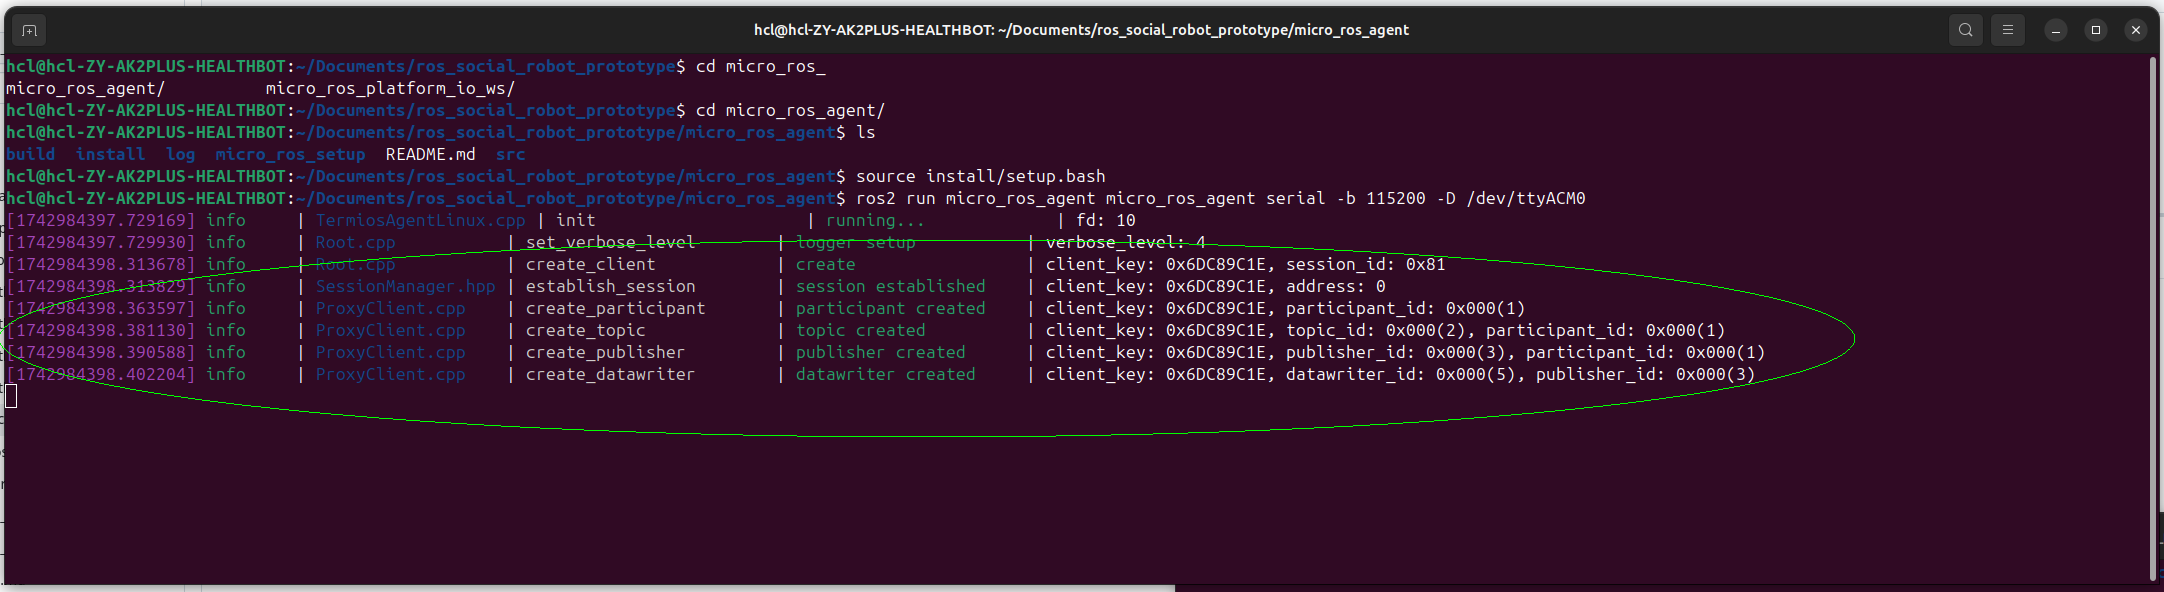 hcl@hcl-ZY-AK2PLUS-HEALTHBOT: ~/Documents/ros_social_robot_prototype/micro_ros_agent
hcl@hcl-ZY-AK2PLUS-HEALTHBOT:~/Documents/ros_social_robot_prototype$ cd micro_ros_
micro_ros_agent/          micro_ros_platform_io_ws/
hcl@hcl-ZY-AK2PLUS-HEALTHBOT:~/Documents/ros_social_robot_prototype$ cd micro_ros_agent/
hcl@hcl-ZY-AK2PLUS-HEALTHBOT:~/Documents/ros_social_robot_prototype/micro_ros_agent$ ls
build  install  log  micro_ros_setup  README.md  src
hcl@hcl-ZY-AK2PLUS-HEALTHBOT:~/Documents/ros_social_robot_prototype/micro_ros_agent$ source install/setup.bash
hcl@hcl-ZY-AK2PLUS-HEALTHBOT:~/Documents/ros_social_robot_prototype/micro_ros_agent$ ros2 run micro_ros_agent micro_ros_agent serial -b 115200 -D /dev/ttyACM0
[1742984397.729169] info     | TermiosAgentLinux.cpp | init                     | running...             | fd: 10
[1742984397.729930] info     | Root.cpp           | set_verbose_level        | logger setup           | verbose_level: 4
[1742984398.313678] info     | Root.cpp           | create_client            | create                 | client_key: 0x6DC89C1E, session_id: 0x81
[1742984398.313829] info     | SessionManager.hpp | establish_session        | session established    | client_key: 0x6DC89C1E, address: 0
[1742984398.363597] info     | ProxyClient.cpp    | create_participant       | participant created    | client_key: 0x6DC89C1E, participant_id: 0x000(1)
[1742984398.381130] info     | ProxyClient.cpp    | create_topic             | topic created          | client_key: 0x6DC89C1E, topic_id: 0x000(2), participant_id: 0x000(1)
[1742984398.390588] info     | ProxyClient.cpp    | create_publisher         | publisher created      | client_key: 0x6DC89C1E, publisher_id: 0x000(3), participant_id: 0x000(1)
[1742984398.402204] info     | ProxyClient.cpp    | create_datawriter        | datawriter created     | client_key: 0x6DC89C1E, datawriter_id: 0x000(5), publisher_id: 0x000(3)